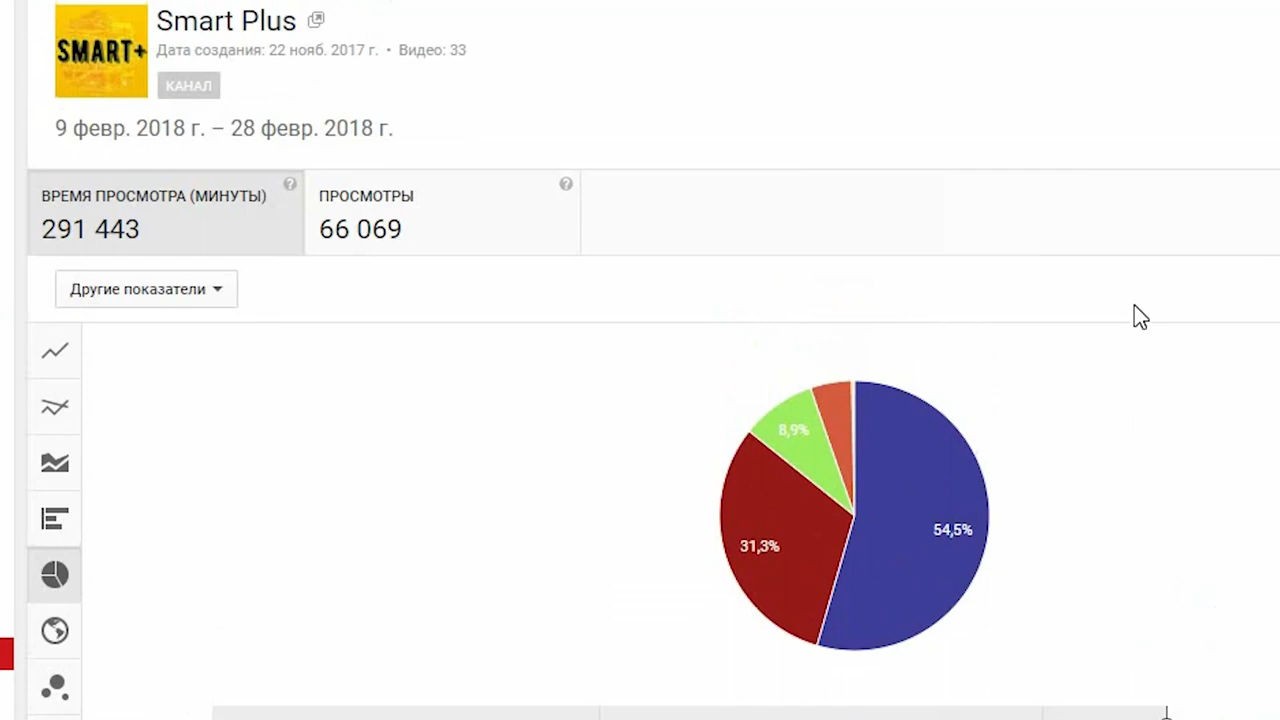 Smart Plus
SMART+
Дата создания: 22 нояб. 2017 г. • Видео: 33
КАНАЛ
9 февр. 2018 г. – 28 февр. 2018 г.
ВРЕМЯ ПРОСМОТРА (МИНУТЫ) ?
291 443
ПРОСМОТРЫ ?
66 069
Другие показатели
8,9%
54,5%
31,3%